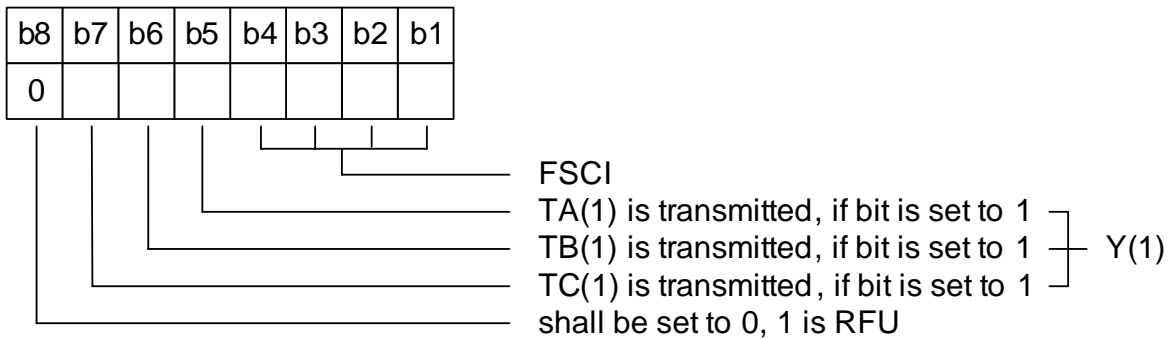 b8 b7 b6 b5 b4 b3 b2 b1
0
FSCI
TA(1) is transmitted, if bit is set to 1
TB(1) is transmitted, if bit is set to 1 Y(1)
TC(1) is transmitted, if bit is set to 1
shall be set to 0, 1 is RFU